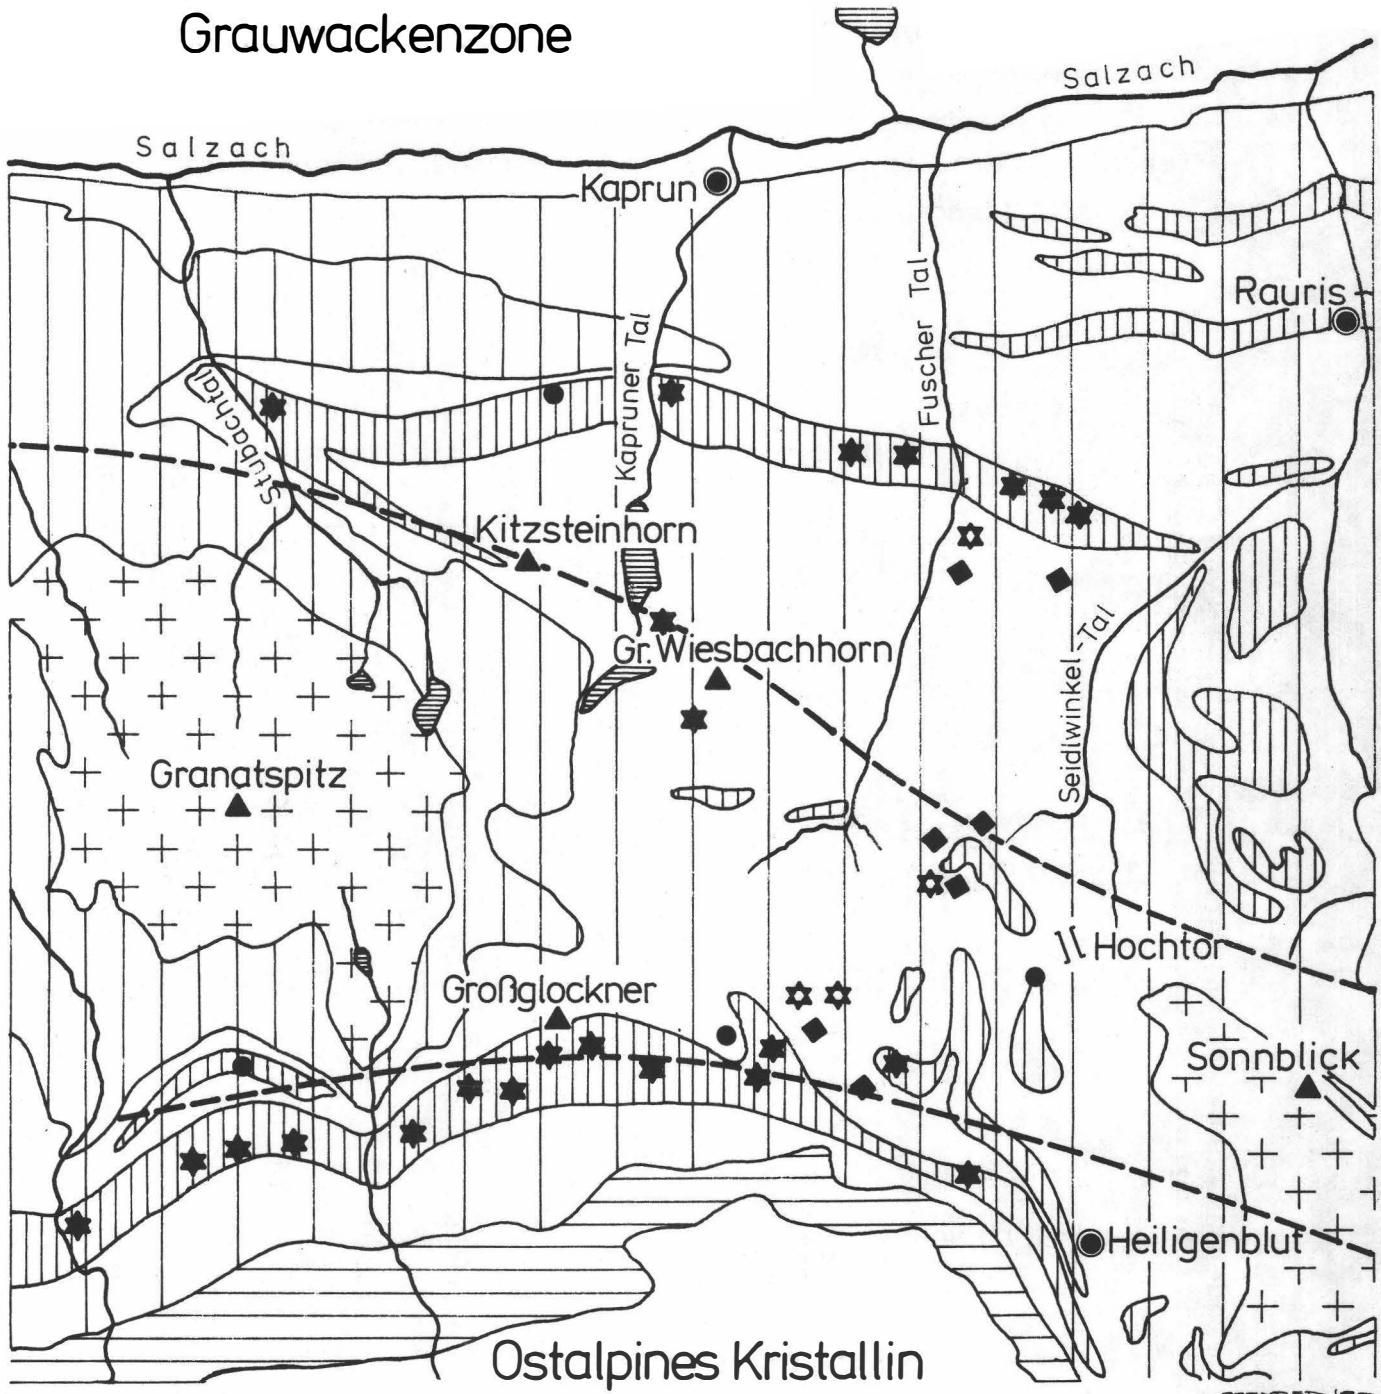 Grauwackenzone
Salzach
Salzach
Kaprun
Rauris
Fuscher Tal
Kapruner Tal
Stubachtal
Kitzsteinhorn
Gr. Wiesbachhorn
Seidlwinkel-Tal
Granatspitz
Hochtor
Großglockner
Sonnblick
Heiligenblut
Ostalpines Kristallin